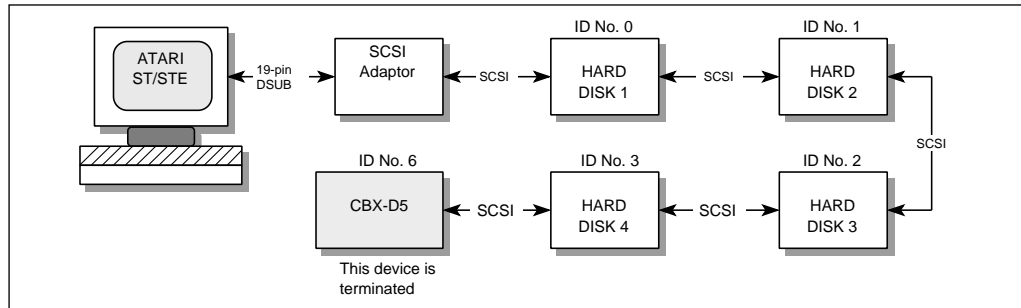 ID No. 0
ID No. 1
ATARI
ST/STE
19-pin
DSUB
SCSI
Adaptor
SCSI
HARD
DISK 1
SCSI
HARD
DISK 2
SCSI
ID No. 6
ID No. 3
ID No. 2
CBX-D5
SCSI
HARD
DISK 4
SCSI
HARD
DISK 3
This device is
terminated